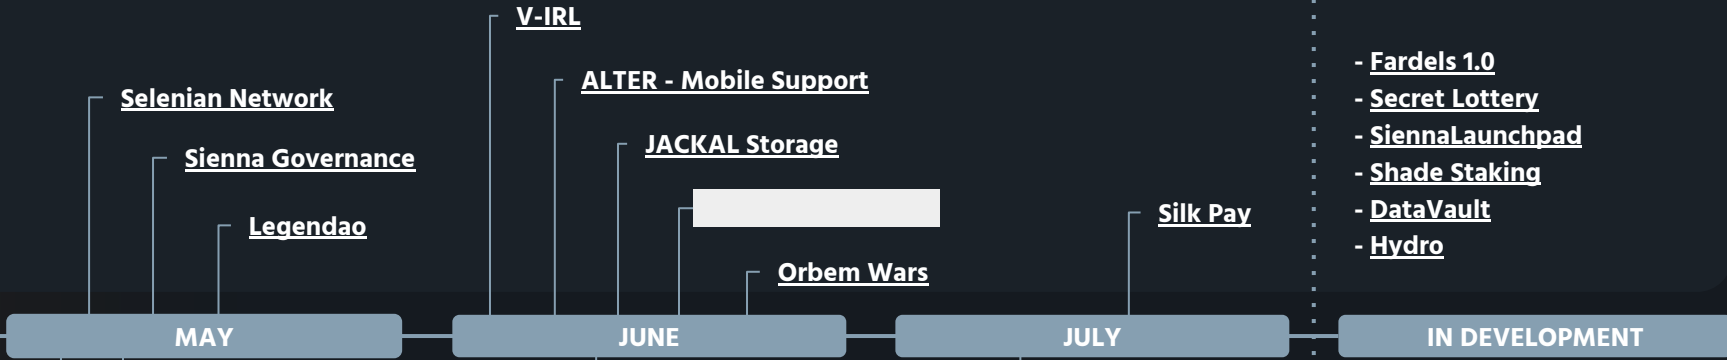 V-IRL
ALTER - Mobile Support
Selenian Network
JACKAL Storage
Sienna Governance
Legendao
Orbem Wars
Silk Pay
- Fardels 1.0
- Secret Lottery
- SiennaLaunchpad
- Shade Staking
- DataVault
- Hydro
MAY
JUNE
JULY
IN DEVELOPMENT